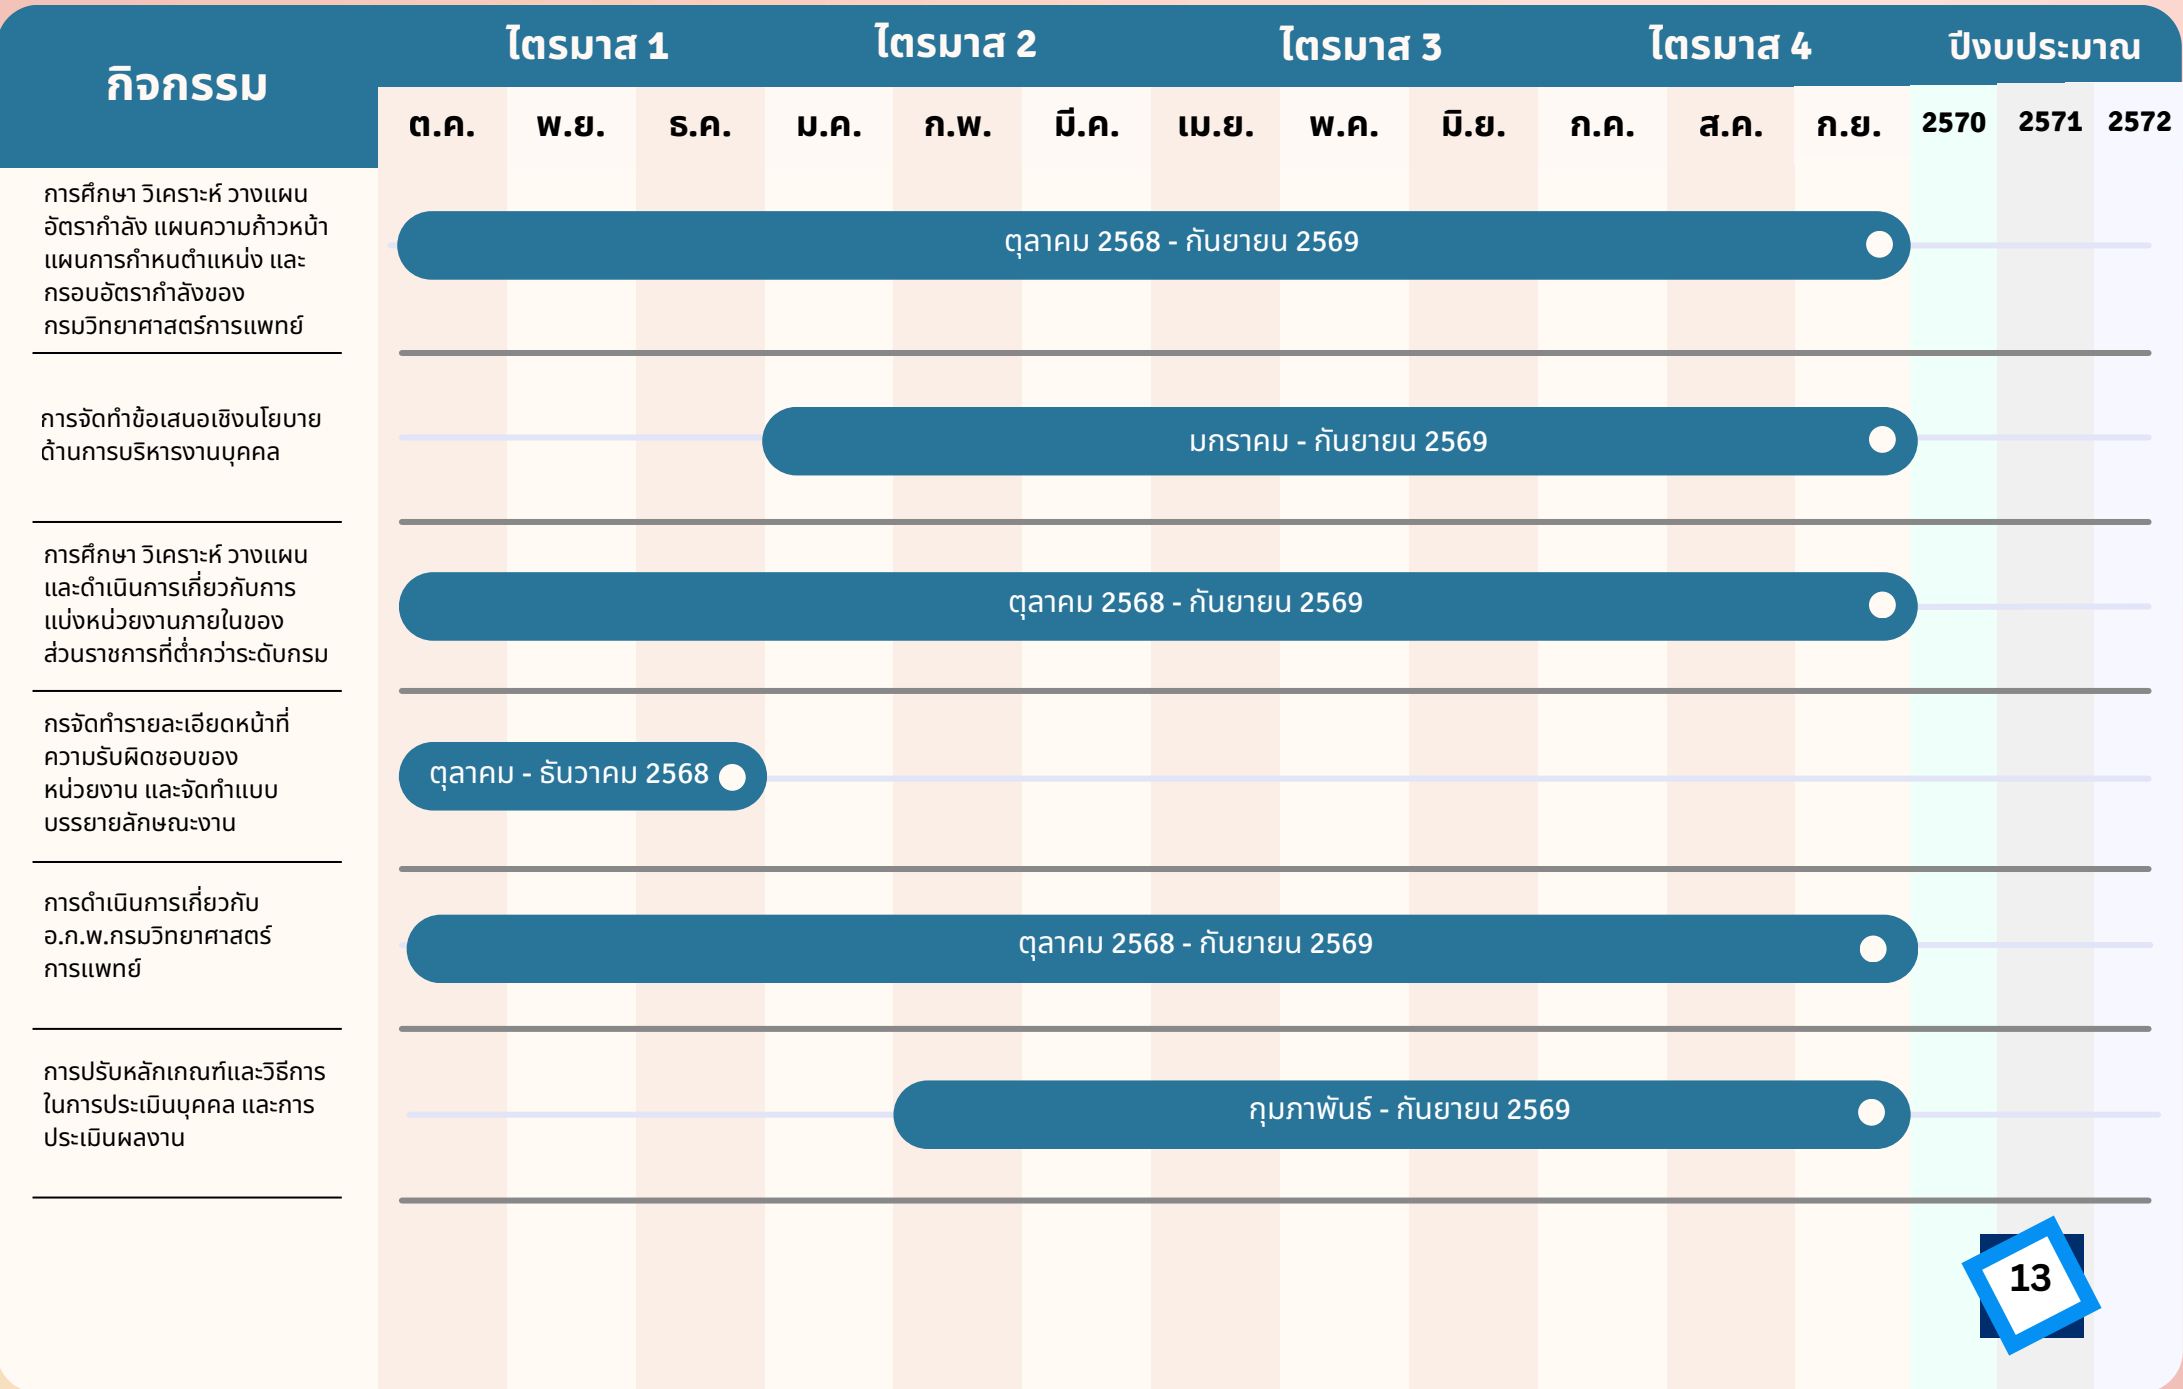 กิจกรรม
ไตรมาส 1
ไตรมาส 2
ไตรมาส 3
ไตรมาส 4
ปีงบประมาณ
ต.ค. พ.ย. ธ.ค. ม.ค. ก.พ. มี.ค. เม.ย. พ.ค. มิ.ย. ก.ค. ส.ค. ก.ย. 2570 2571 2572
การศึกษา วิเคราะห์ วางแผน
อัตรากำลัง แผนความก้าวหน้า
แผนการกำหนตำแหน่ง และ
กรอบอัตรากำลังของ
กรมวิทยาศาสตร์การแพทย์
ตุลาคม 2568 - กันยายน 2569
การจัดทำข้อเสนอเชิงนโยบาย
ด้านการบริหารงานบุคคล
มกราคม - กันยายน 2569
การศึกษา วิเคราะห์ วางแผน
และดำเนินการเกี่ยวกับการ
แบ่งหน่วยงานภายในของ
ส่วนราชการที่ต่ำกว่าระดับกรม
ตุลาคม 2568 - กันยายน 2569
กรจัดทำรายละเอียดหน้าที่
ความรับผิดชอบของ
หน่วยงาน และจัดทำแบบ
บรรยายลักษณะงาน
ตุลาคม - ธันวาคม 2568
การดำเนินการเกี่ยวกับ
อ.ก.พ.กรมวิทยาศาสตร์
การแพทย์
ตุลาคม 2568 - กันยายน 2569
การปรับหลักเกณฑ์และวิธีการ
ในการประเมินบุคคล และการ
ประเมินผลงาน
กุมภาพันธ์ - กันยายน 2569
13